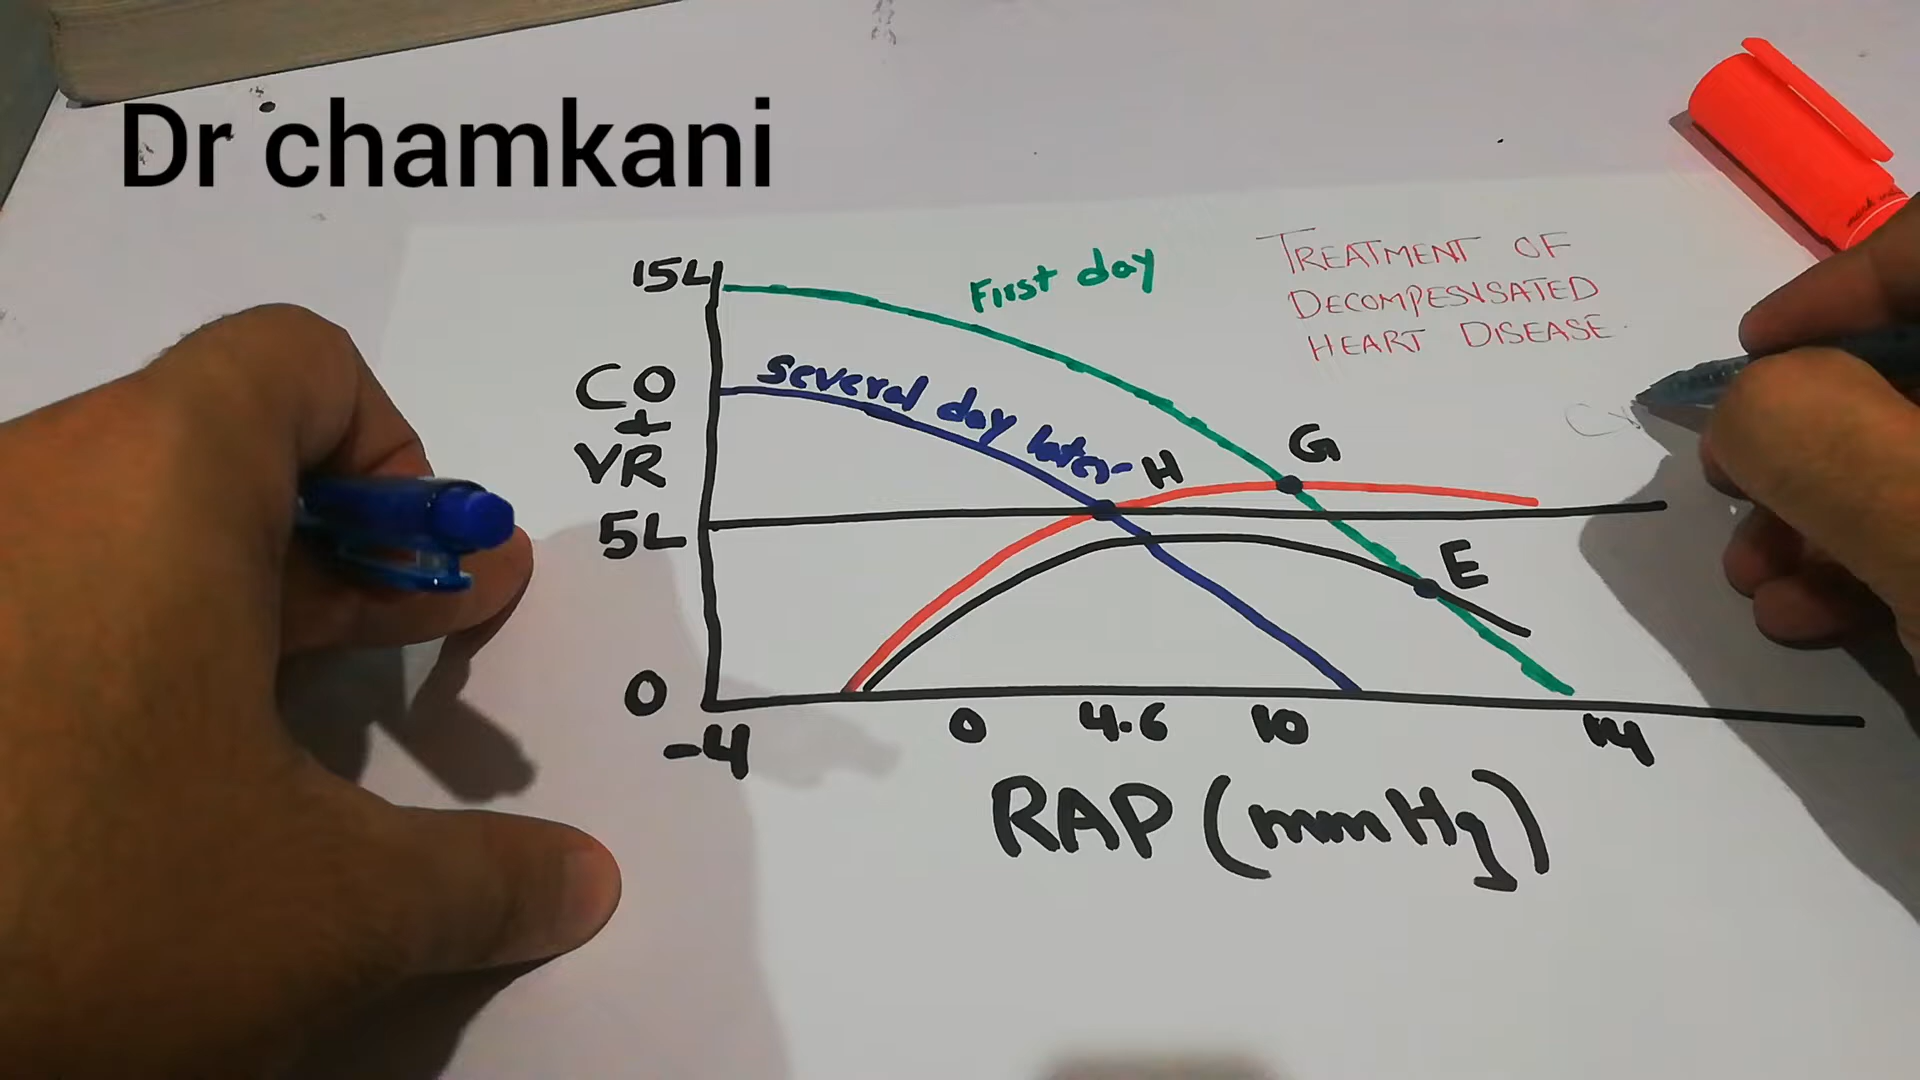 Dr chamkani
TREATMENT OF
DECOMPENSATED
HEART DISEASE.
15L
First day
CO
+
VR
several day later
H
G
5L
E
0
-4
0
4.6
10
14
RAP (mmHg)